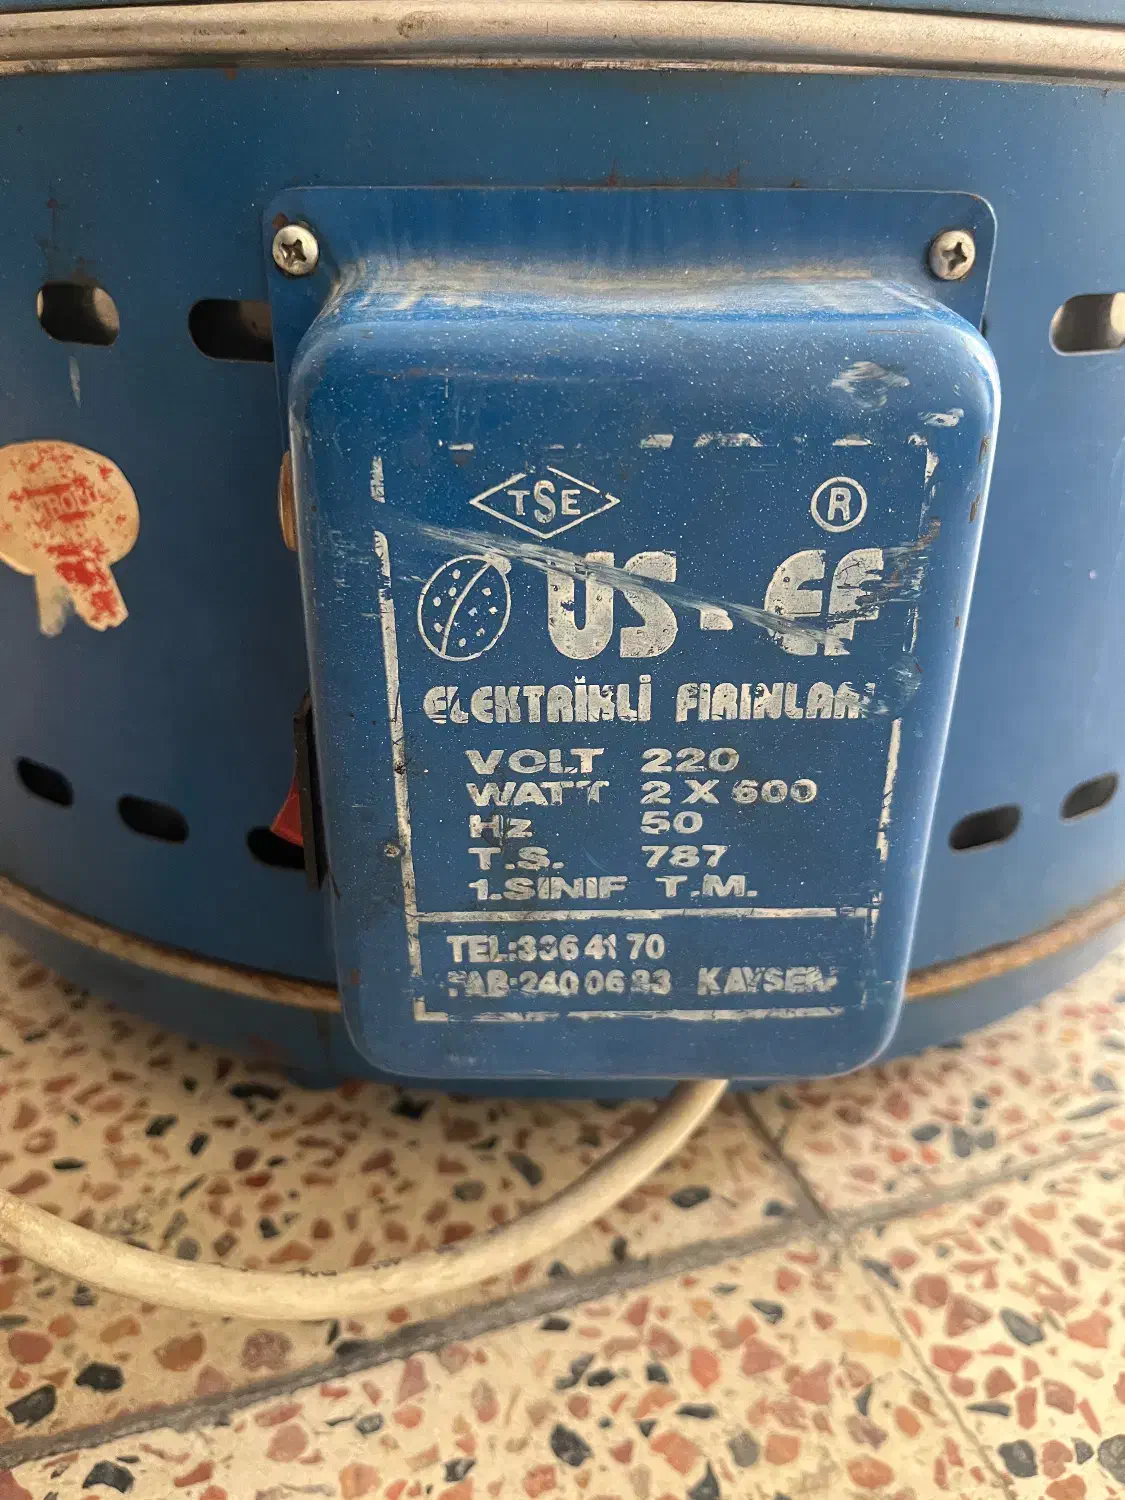 TSE
®
US-EF
ELEKTRİKLİ FIRINLARI
VOLT 220
WATT 2 X 600
Hz 50
T.S. 787
1.SINIF T.M.
TEL:336 41 70
FAB:240 06 33 KAYSERİ